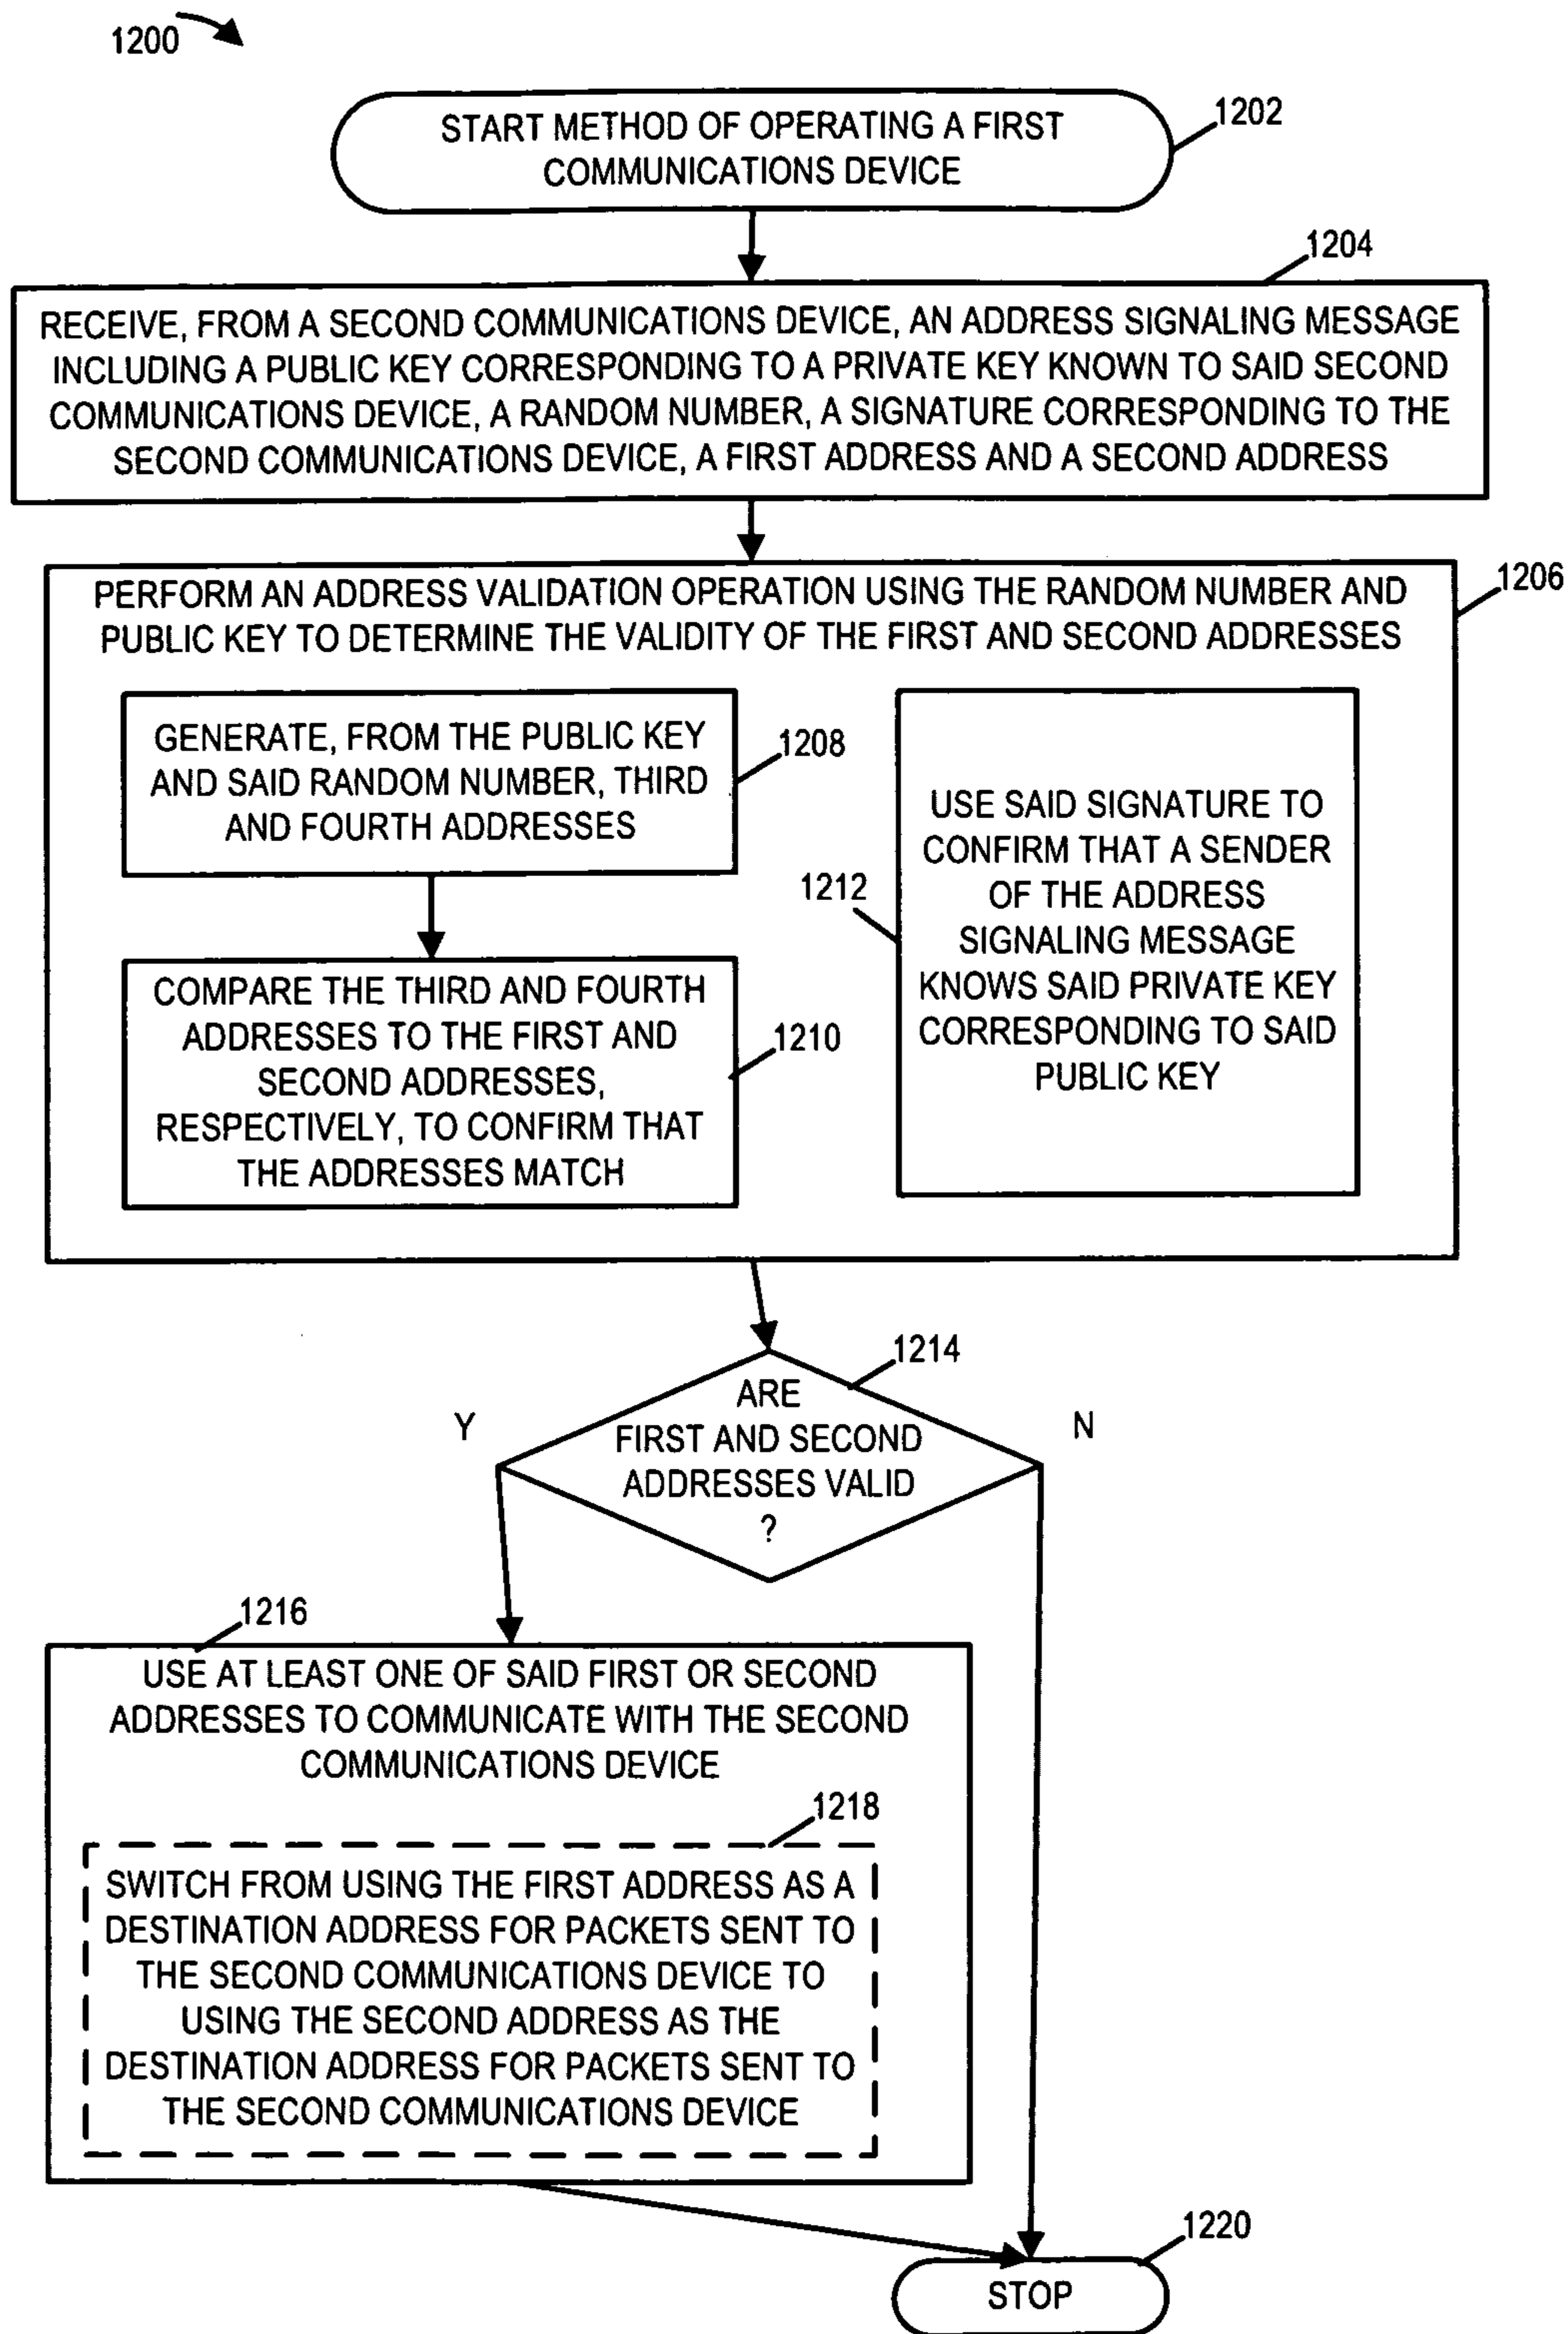 1200
START METHOD OF OPERATING A FIRST
COMMUNICATIONS DEVICE
1202
1204
RECEIVE, FROM A SECOND COMMUNICATIONS DEVICE, AN ADDRESS SIGNALING MESSAGE
INCLUDING A PUBLIC KEY CORRESPONDING TO A PRIVATE KEY KNOWN TO SAID SECOND
COMMUNICATIONS DEVICE, A RANDOM NUMBER, A SIGNATURE CORRESPONDING TO THE
SECOND COMMUNICATIONS DEVICE, A FIRST ADDRESS AND A SECOND ADDRESS
1206
PERFORM AN ADDRESS VALIDATION OPERATION USING THE RANDOM NUMBER AND
PUBLIC KEY TO DETERMINE THE VALIDITY OF THE FIRST AND SECOND ADDRESSES
GENERATE, FROM THE PUBLIC KEY
AND SAID RANDOM NUMBER, THIRD
AND FOURTH ADDRESSES
1208
COMPARE THE THIRD AND FOURTH
ADDRESSES TO THE FIRST AND
SECOND ADDRESSES,
RESPECTIVELY, TO CONFIRM THAT
THE ADDRESSES MATCH
1210
1212
USE SAID SIGNATURE TO
CONFIRM THAT A SENDER
OF THE ADDRESS
SIGNALING MESSAGE
KNOWS SAID PRIVATE KEY
CORRESPONDING TO SAID
PUBLIC KEY
1214
ARE
FIRST AND SECOND
ADDRESSES VALID
?
Y
N
1216
USE AT LEAST ONE OF SAID FIRST OR SECOND
ADDRESSES TO COMMUNICATE WITH THE SECOND
COMMUNICATIONS DEVICE
1218
SWITCH FROM USING THE FIRST ADDRESS AS A
DESTINATION ADDRESS FOR PACKETS SENT TO
THE SECOND COMMUNICATIONS DEVICE TO
USING THE SECOND ADDRESS AS THE
DESTINATION ADDRESS FOR PACKETS SENT TO
THE SECOND COMMUNICATIONS DEVICE
1220
STOP